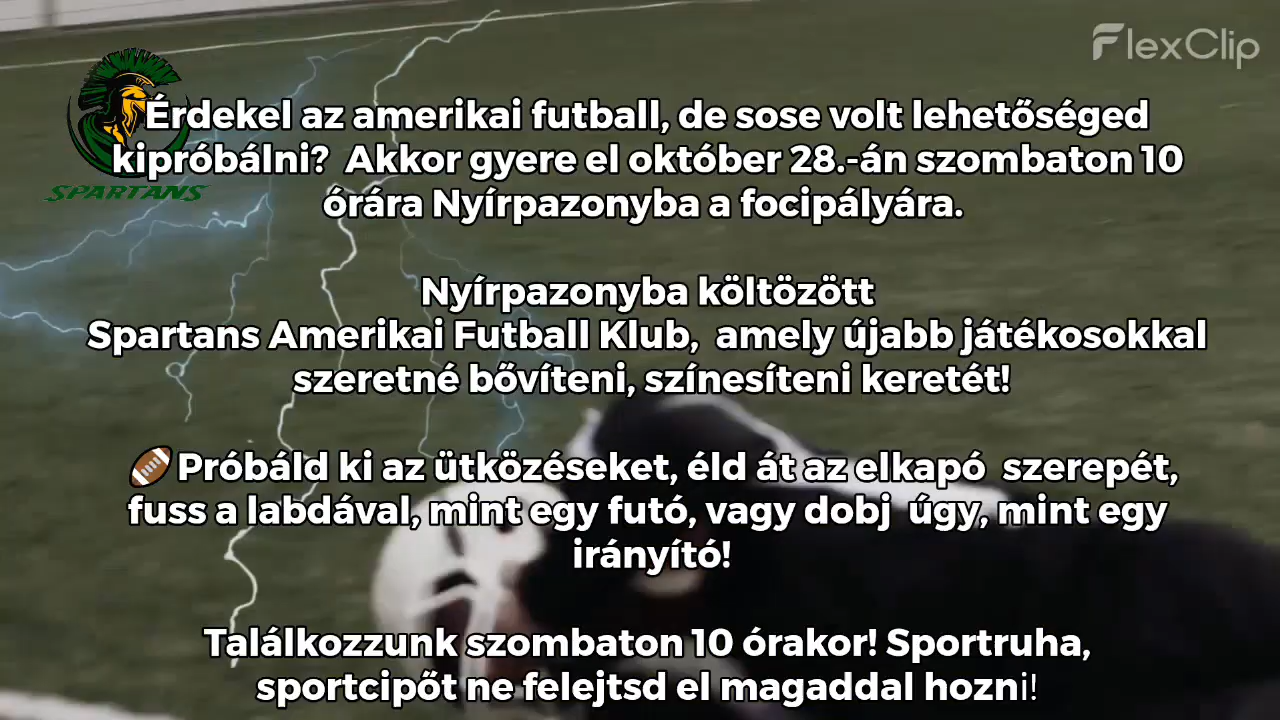 FlexClip
SPARTANS
Érdekel az amerikai futball, de sose volt lehetőséged
kipróbálni? Akkor gyere el október 28.-án szombaton 10
órára Nyírpazonyba a focipályára.
Nyírpazonyba költözött
Spartans Amerikai Futball Klub, amely újabb játékosokkal
szeretné bővíteni, színesíteni keretét!
🏈Próbáld ki az ütközéseket, éld át az elkapó szerepét,
fuss a labdával, mint egy futó, vagy dobj úgy, mint egy
irányító!
Találkozzunk szombaton 10 órakor! Sportruha,
sportcipőt ne felejtsd el magaddal hozni!